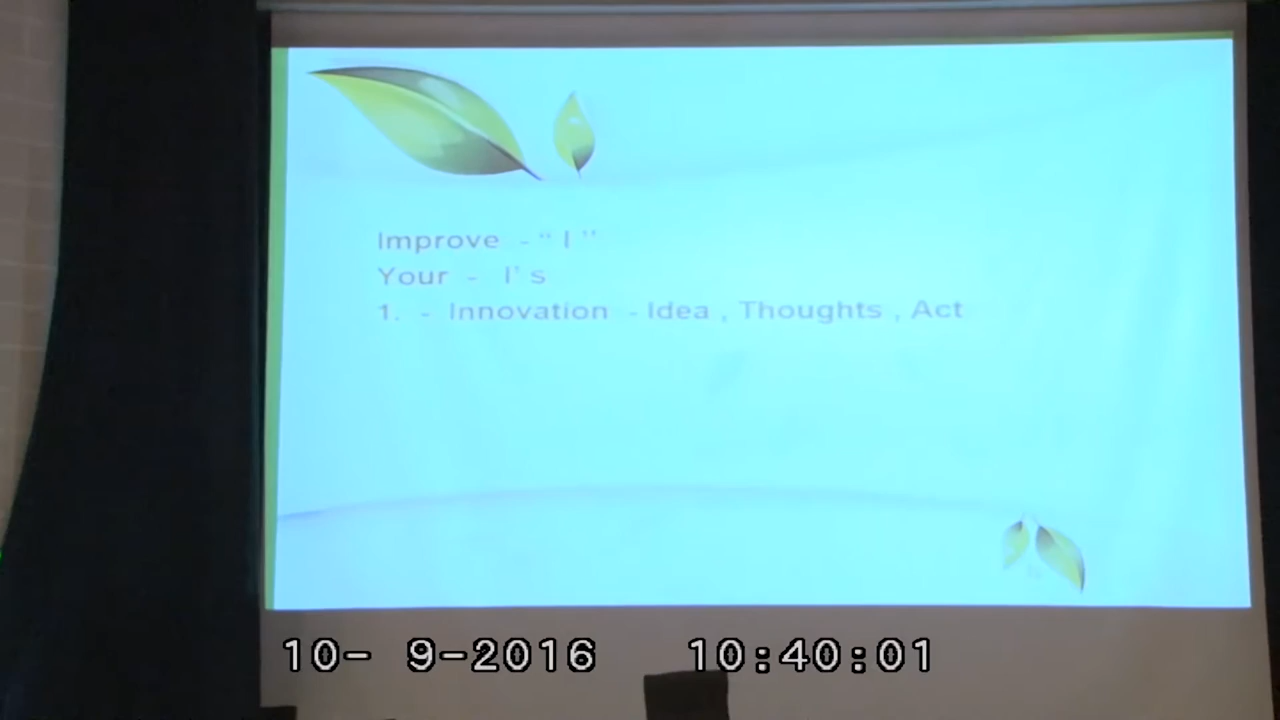 Improve - “ I ”
Your - I’ s
1. - Innovation - Idea , Thoughts , Act
10- 9-2016 10:40:01